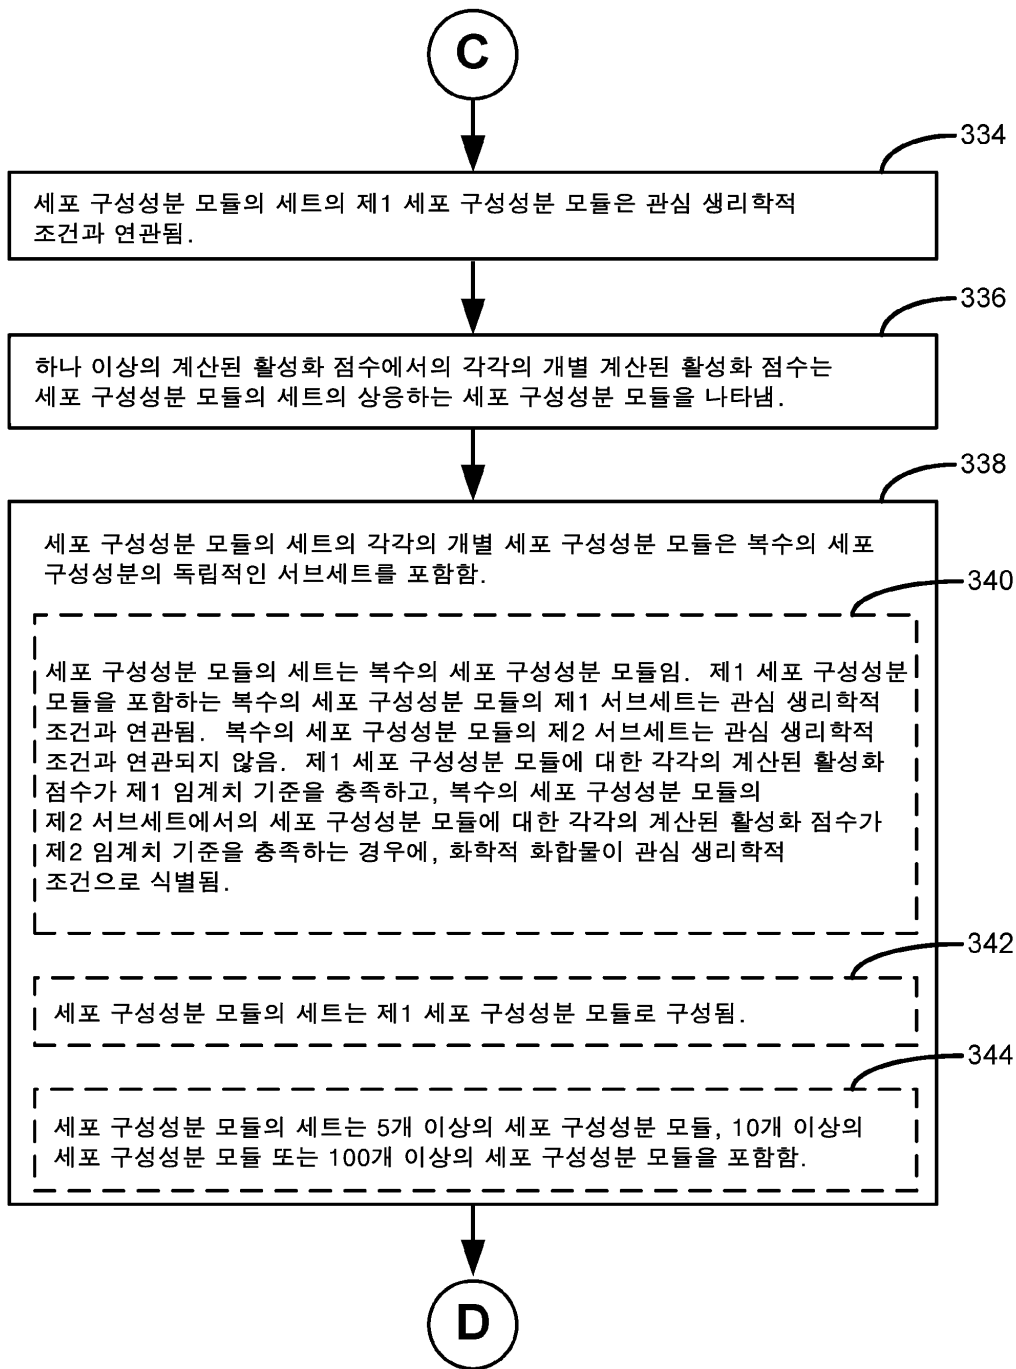 C
334
세포 구성성분 모듈의 세트의 제1 세포 구성성분 모듈은 관심 생리학적
조건과 연관됨.
336
하나 이상의 계산된 활성화 점수에서의 각각의 개별 계산된 활성화 점수는
세포 구성성분 모듈의 세트의 상응하는 세포 구성성분 모듈을 나타냄.
338
세포 구성성분 모듈의 세트의 각각의 개별 세포 구성성분 모듈은 복수의 세포
구성성분의 독립적인 서브세트를 포함함.
340
세포 구성성분 모듈의 세트는 복수의 세포 구성성분 모듈임. 제1 세포 구성성분
모듈을 포함하는 복수의 세포 구성성분 모듈의 제1 서브세트는 관심 생리학적
조건과 연관됨. 복수의 세포 구성성분 모듈의 제2 서브세트는 관심 생리학적
조건과 연관되지 않음. 제1 세포 구성성분 모듈에 대한 각각의 계산된 활성화
점수가 제1 임계치 기준을 충족하고, 복수의 세포 구성성분 모듈의
제2 서브세트에서의 세포 구성성분 모듈에 대한 각각의 계산된 활성화 점수가
제2 임계치 기준을 충족하는 경우에, 화학적 화합물이 관심 생리학적
조건으로 식별됨.
342
세포 구성성분 모듈의 세트는 제1 세포 구성성분 모듈로 구성됨.
344
세포 구성성분 모듈의 세트는 5개 이상의 세포 구성성분 모듈, 10개 이상의
세포 구성성분 모듈 또는 100개 이상의 세포 구성성분 모듈을 포함함.
D